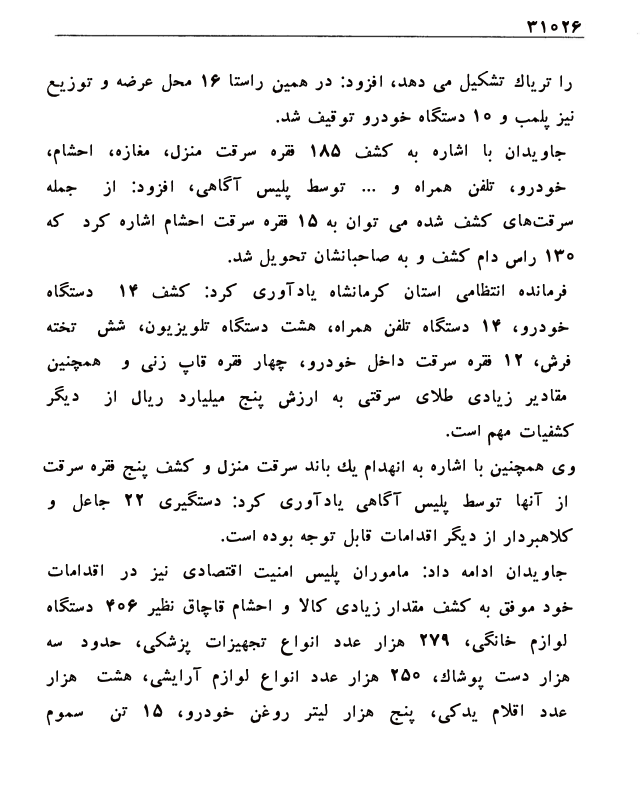 ۳۱۰۲۶
را تریاك تشکیل می دهد، افزود: در همین راستا ۱۶ محل عرضه و توزیع
نیز پلمب و ۱۰ دستگاه خودرو توقیف شد.
جاویدان با اشاره به کشف ۱۸۵ فقره سرقت منزل، مغازه، احشام،
خودرو، تلفن همراه و ... توسط پلیس آگاهی، افزود: از جمله
سرقت‌های کشف شده می توان به ۱۵ فقره سرقت احشام اشاره کرد که
۱۳۰ راس دام کشف و به صاحبانشان تحویل شد.
فرمانده انتظامی استان کرمانشاه یادآوری کرد: کشف ۱۴ دستگاه
خودرو، ۱۴ دستگاه تلفن همراه، هشت دستگاه تلویزیون، شش تخته
فرش، ۱۲ فقره سرقت داخل خودرو، چهار فقره قاپ زنی و همچنین
مقادیر زیادی طلای سرقتی به ارزش پنج میلیارد ریال از دیگر
کشفیات مهم است.
وی همچنین با اشاره به انهدام یك باند سرقت منزل و کشف پنج فقره سرقت
از آنها توسط پلیس آگاهی یادآوری کرد: دستگیری ۲۲ جاعل و
کلاهبردار از دیگر اقدامات قابل توجه بوده است.
جاویدان ادامه داد: ماموران پلیس امنیت اقتصادی نیز در اقدامات
خود موفق به کشف مقدار زیادی کالا و احشام قاچاق نظیر ۴۰۶ دستگاه
لوازم خانگی، ۲۷۹ هزار عدد انواع تجهیزات پزشکی، حدود سه
هزار دست پوشاك، ۲۵۰ هزار عدد انواع لوازم آرایشی، هشت هزار
عدد اقلام یدکی، پنج هزار لیتر روغن خودرو، ۱۵ تن سموم